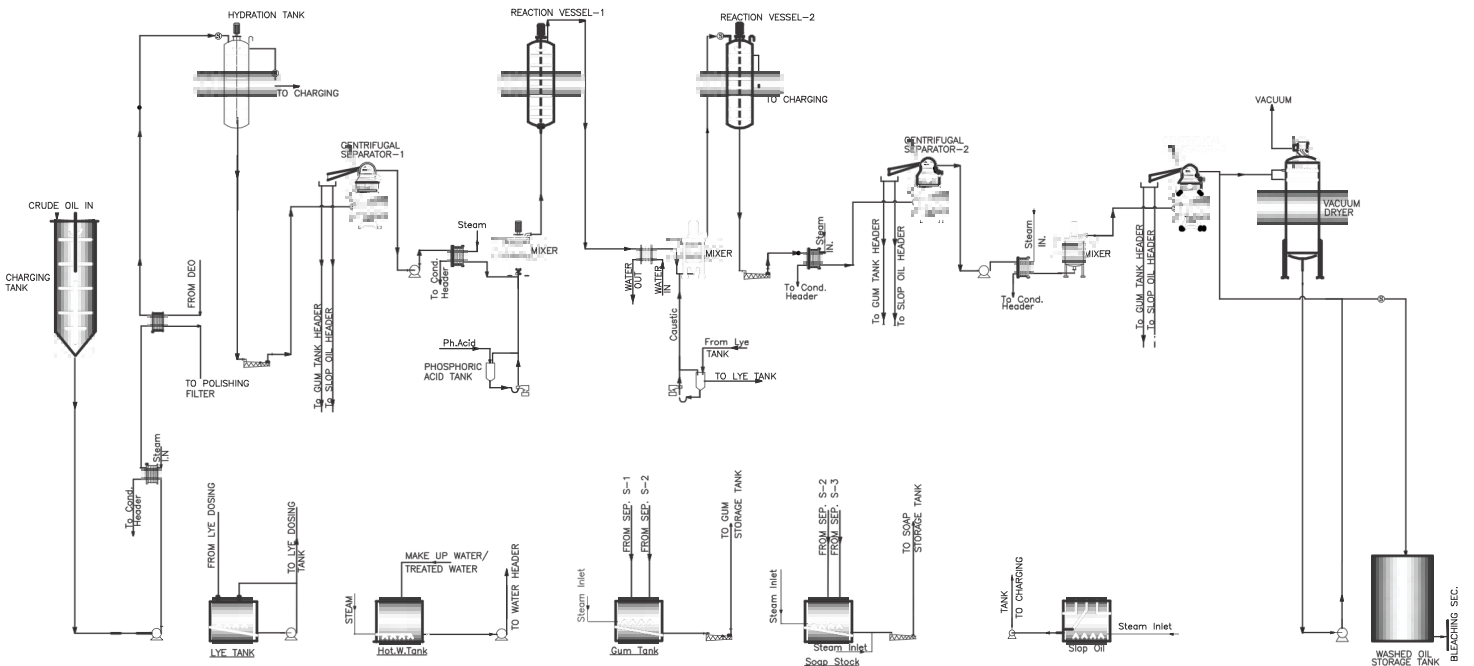 HYDRATION TANK
REACTION VESSEL-1
REACTION VESSEL-2
TO CHARGING
TO CHARGING
VACUUM
CENTRIFUGAL
SEPARATOR-1
CENTRIFUGAL
SEPARATOR-2
CRUDE OIL IN
CHARGING
TANK
FROM DEO
TO POLISHING
FILTER
Steam
I.N
To Cond.
Header
TO GUM TANK HEADER
TO SLOP OIL HEADER
Steam
To Cond.
Header
MIXER
Ph.Acid
PHOSPHORIC
ACID TANK
WATER
OUT
WATER
IN
MIXER
Caustic
From Lye
TANK
TO LYE TANK
Steam
IN.
To Cond.
Header
TO GUM TANK HEADER
TO SLOP OIL HEADER
Steam
IN.
To Cond.
Header
MIXER
TO GUM TANK HEADER
TO SLOP OIL HEADER
VACUUM
DRYER
FROM LYE DOSING
TO LYE DOSING
TANK
LYE TANK
MAKE UP WATER/
TREATED WATER
STEAM
TO WATER HEADER
Hot.W.Tank
FROM SEP. S-1
FROM SEP. S-2
TO GUM
STORAGE TANK
Steam Inlet
Gum Tank
FROM SEP. S-2
FROM SEP. S-3
TO SOAP
STORAGE TANK
Steam Inlet
Steam Inlet
Soap Stock
TANK
TO CHARGING
Steam Inlet
Slop Oil
WASHED OIL
STORAGE TANK
BLEACHING SEC.